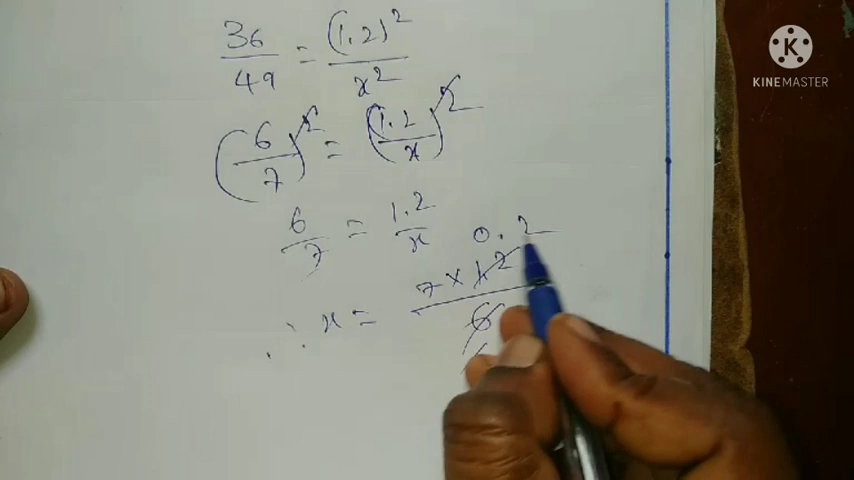 36/49 = (1.2)²/x²
(6/7)² = (1.2/x)²
6/7 = 1.2/x
0.2
∴ x = 7 × 1.2/6
K
KINEMASTER